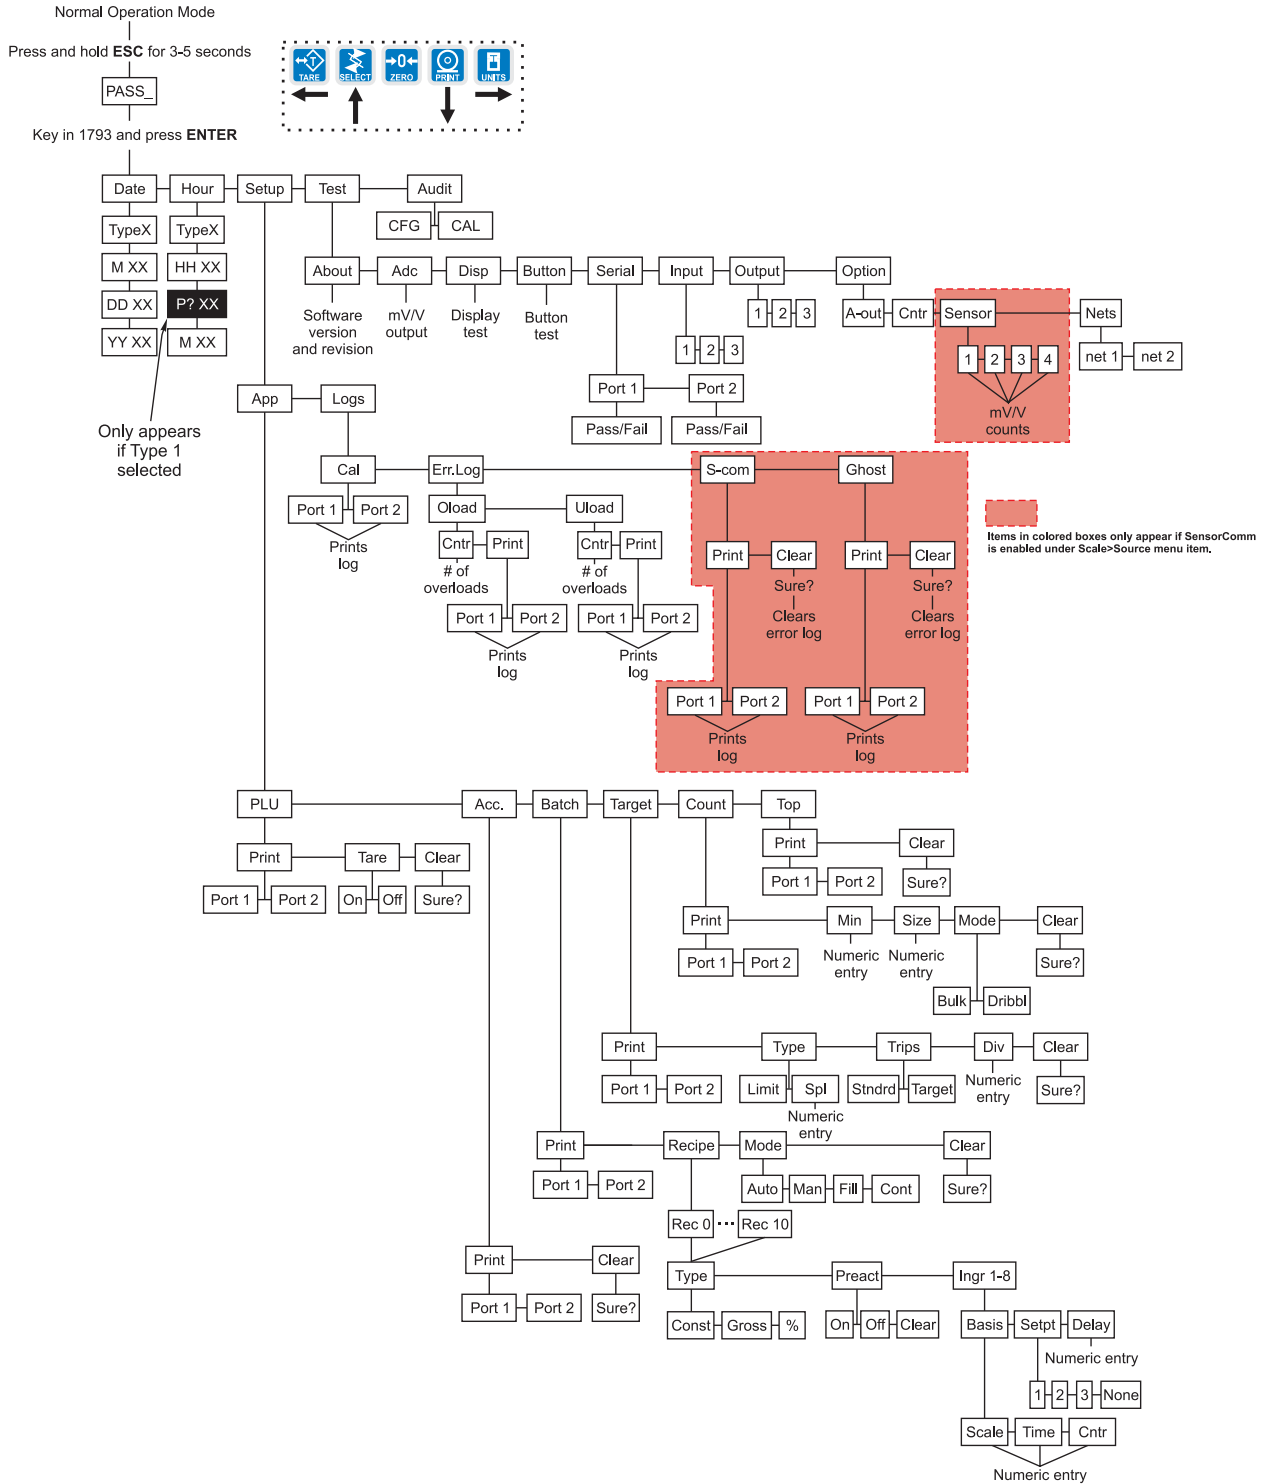 Normal Operation Mode
Press and hold ESC for 3-5 seconds
PASS_
Key in 1793 and press ENTER
TARE SELECT ZERO PRINT UNITS
→0←
Date Hour Setup Test Audit
CFG CAL
TypeX TypeX
M XX HH XX
DD XX P? XX
YY XX M XX
Only appears
if Type 1
selected
About Adc Disp Button Serial Input Output Option
Software
version
and revision
mV/V
output
Display
test
Button
test
1 2 3
1 2 3
A-out Cntr Sensor Nets
1 2 3 4
mV/V
counts
net 1 net 2
Port 1 Port 2
Pass/Fail Pass/Fail
App Logs
Cal Err.Log S-com Ghost
Port 1 Port 2
Prints
log
Oload Uload
Cntr Print Cntr Print
# of
overloads
# of
overloads
Port 1 Port 2 Port 1 Port 2
Prints
log
Prints
log
Print Clear Print Clear
Sure? Sure?
Clears
error log
Clears
error log
Port 1 Port 2 Port 1 Port 2
Prints
log
Prints
log
Items in colored boxes only appear if SensorComm
is enabled under Scale>Source menu item.
PLU Acc. Batch Target Count Top
Print Tare Clear
Port 1 Port 2 On Off Sure?
Print Clear
Port 1 Port 2 Sure?
Print Min Size Mode Clear
Port 1 Port 2
Numeric
entry
Numeric
entry
Sure?
Bulk Dribbl
Print Type Trips Div Clear
Port 1 Port 2 Limit Spl Stndrd Target
Numeric
entry
Sure?
Numeric
entry
Print Recipe Mode Clear
Port 1 Port 2 Auto Man Fill Cont Sure?
Rec 0 Rec 10
Print Clear
Port 1 Port 2 Sure?
Type Preact Ingr 1-8
Const Gross % On Off Clear Basis Setpt Delay
Numeric entry
1 2 3 None
Scale Time Cntr
Numeric entry